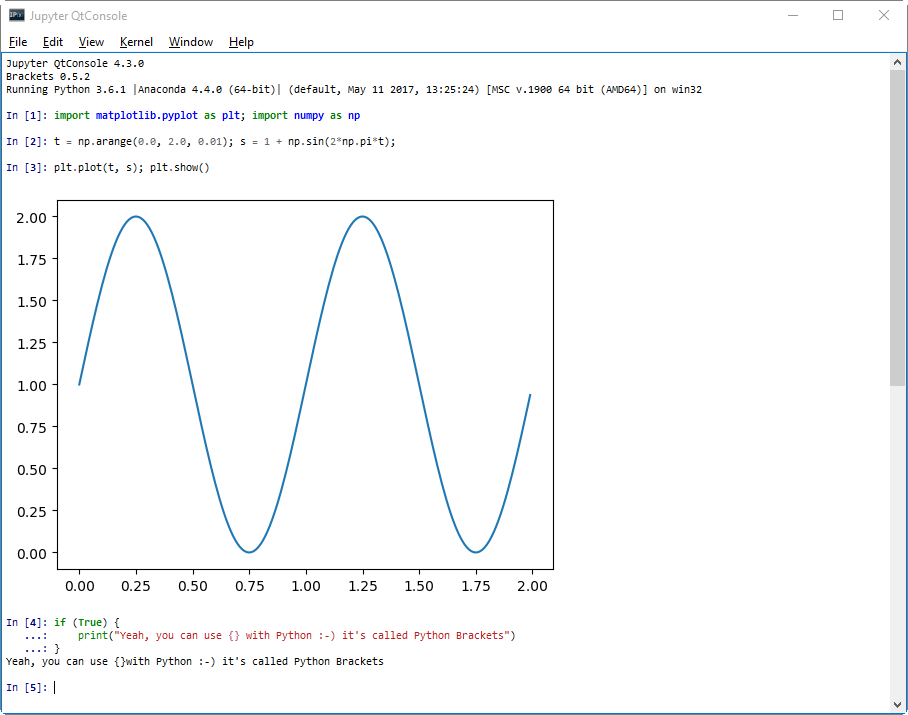 Jupyter QtConsole
File Edit View Kernel Window Help
Jupyter QtConsole 4.3.0
Brackets 0.5.2
Running Python 3.6.1 |Anaconda 4.4.0 (64-bit)| (default, May 11 2017, 13:25:24) [MSC v.1900 64 bit (AMD64)] on win32
In [1]: import matplotlib.pyplot as plt; import numpy as np
In [2]: t = np.arange(0.0, 2.0, 0.01); s = 1 + np.sin(2*np.pi*t);
In [3]: plt.plot(t, s); plt.show()
2.00
1.75
1.50
1.25
1.00
0.75
0.50
0.25
0.00
0.00 0.25 0.50 0.75 1.00 1.25 1.50 1.75 2.00
In [4]: if (True) {
...: print("Yeah, you can use {} with Python :-) it's called Python Brackets")
...: }
Yeah, you can use {}with Python :-) it's called Python Brackets
In [5]: